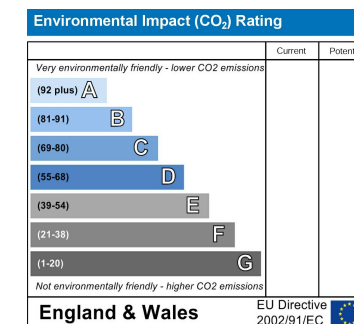 Environmental Impact (CO₂) Rating
Current
Very environmentally friendly - lower CO2 emissions
(92 plus) A
(81-91) B
(69-80) C
(55-68) D
(39-54) E
(21-38) F
(1-20) G
Not environmentally friendly - higher CO2 emissions
England & Wales
EU Directive
2002/91/EC